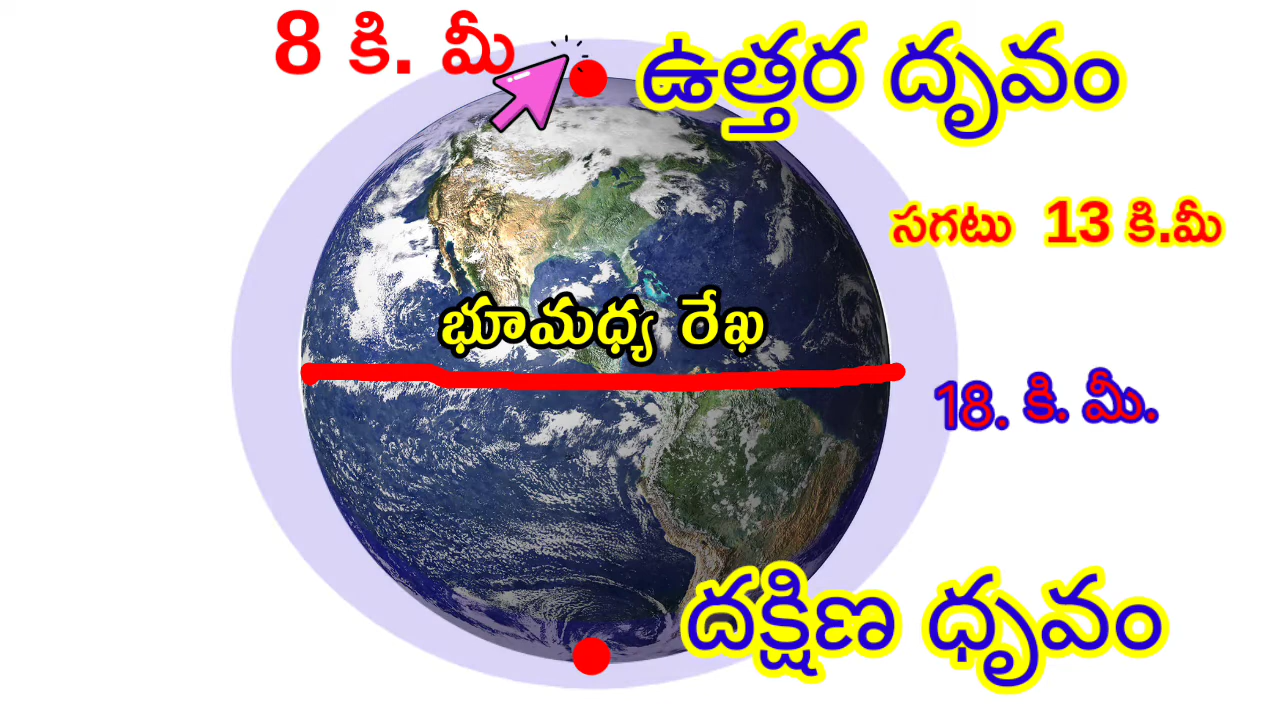 8 కి. మీ
ఉత్తర దృవం
సగటు 13 కి.మీ
భూమధ్య రేఖ
18. కి. మీ.
దక్షిణ ధృవం